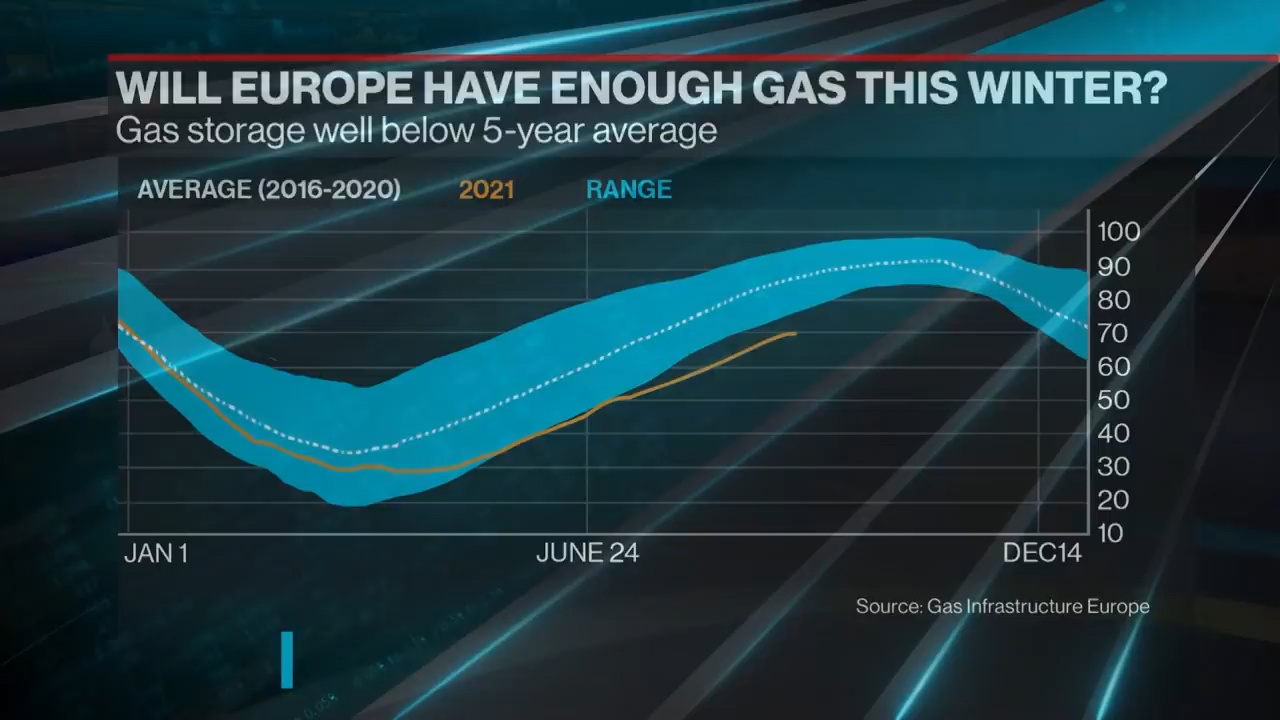 WILL EUROPE HAVE ENOUGH GAS THIS WINTER?
Gas storage well below 5-year average
AVERAGE (2016-2020) 2021 RANGE
100
90
80
70
60
50
40
30
20
10
JAN 1 JUNE 24 DEC14
Source: Gas Infrastructure Europe